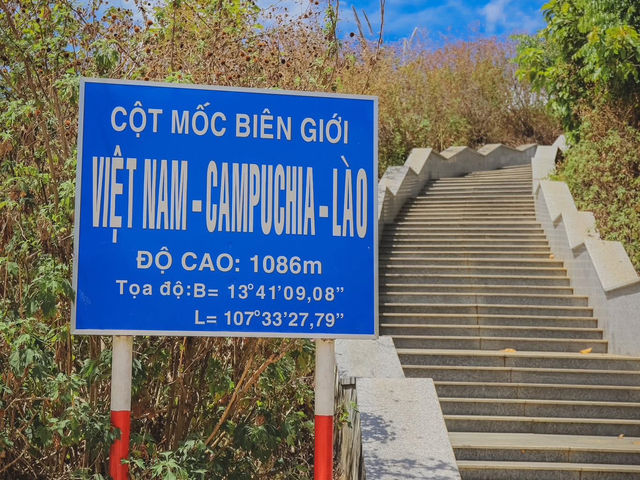 CỘT MỐC BIÊN GIỚI
VIỆT NAM - CAMPUCHIA - LÀO
ĐỘ CAO: 1086m
Tọa độ:B= 13°41'09,08"
L= 107°33'27,79"